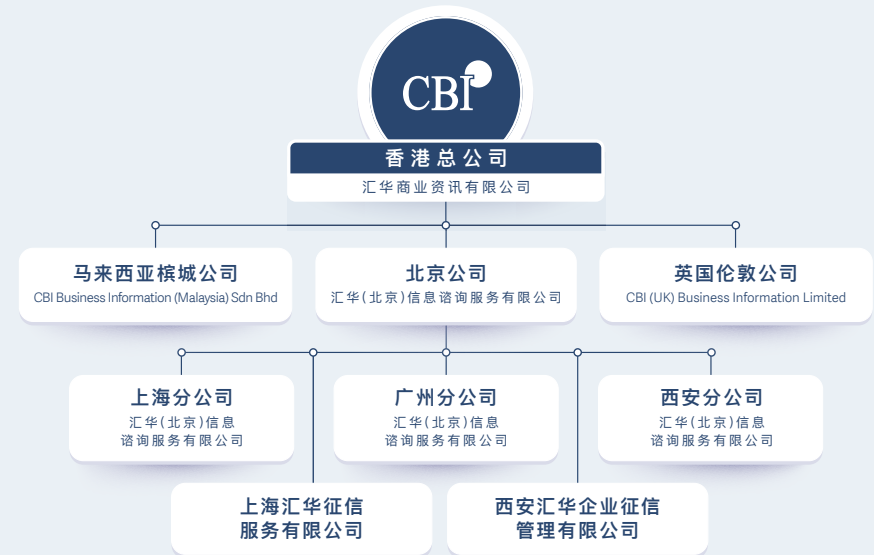 CBI
香港总公司
汇华商业资讯有限公司
马来西亚槟城公司
CBI Business Information (Malaysia) Sdn Bhd
北京公司
汇华(北京)信息谘询服务有限公司
英国伦敦公司
CBI (UK) Business Information Limited
上海分公司
汇华(北京)信息
谘询服务有限公司
广州分公司
汇华(北京)信息
谘询服务有限公司
西安分公司
汇华(北京)信息
谘询服务有限公司
上海汇华征信
服务有限公司
西安汇华企业征信
管理有限公司